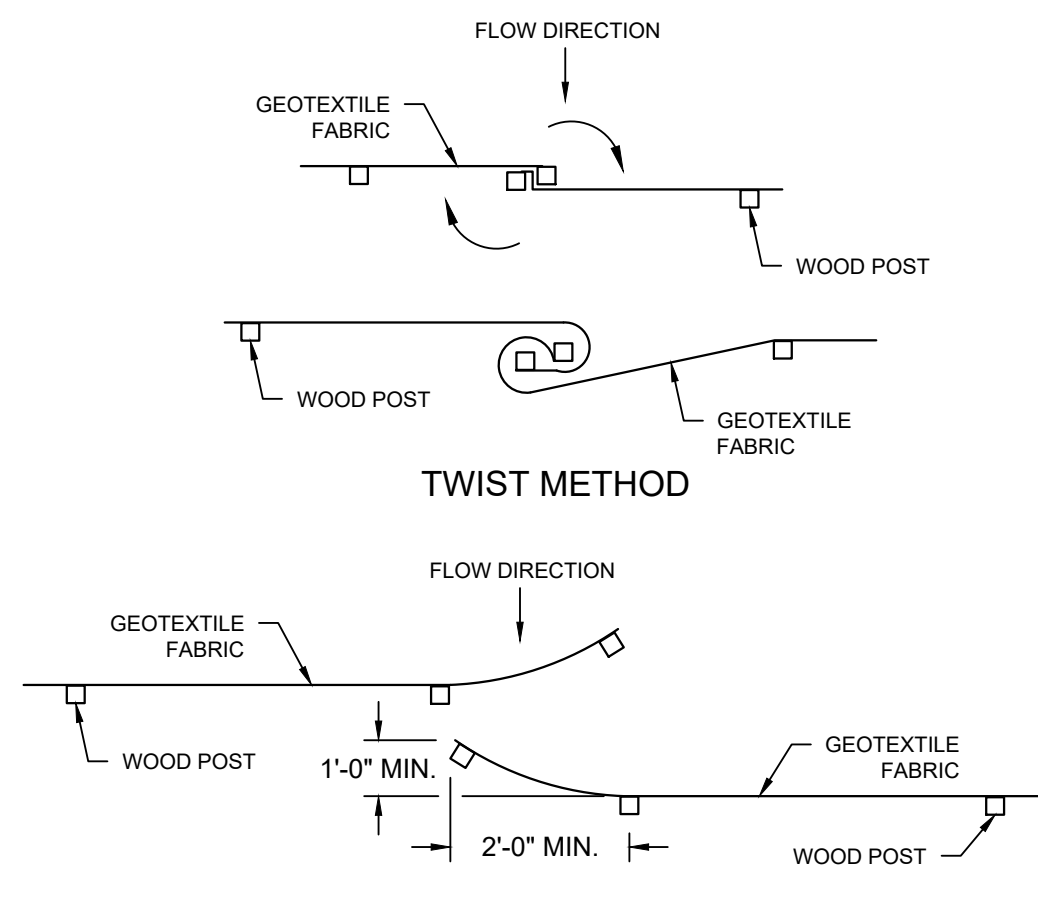 FLOW DIRECTION
GEOTEXTILE
FABRIC
WOOD POST
WOOD POST
GEOTEXTILE
FABRIC
TWIST METHOD
FLOW DIRECTION
GEOTEXTILE
FABRIC
WOOD POST
1'-0" MIN.
GEOTEXTILE
FABRIC
2'-0" MIN.
WOOD POST